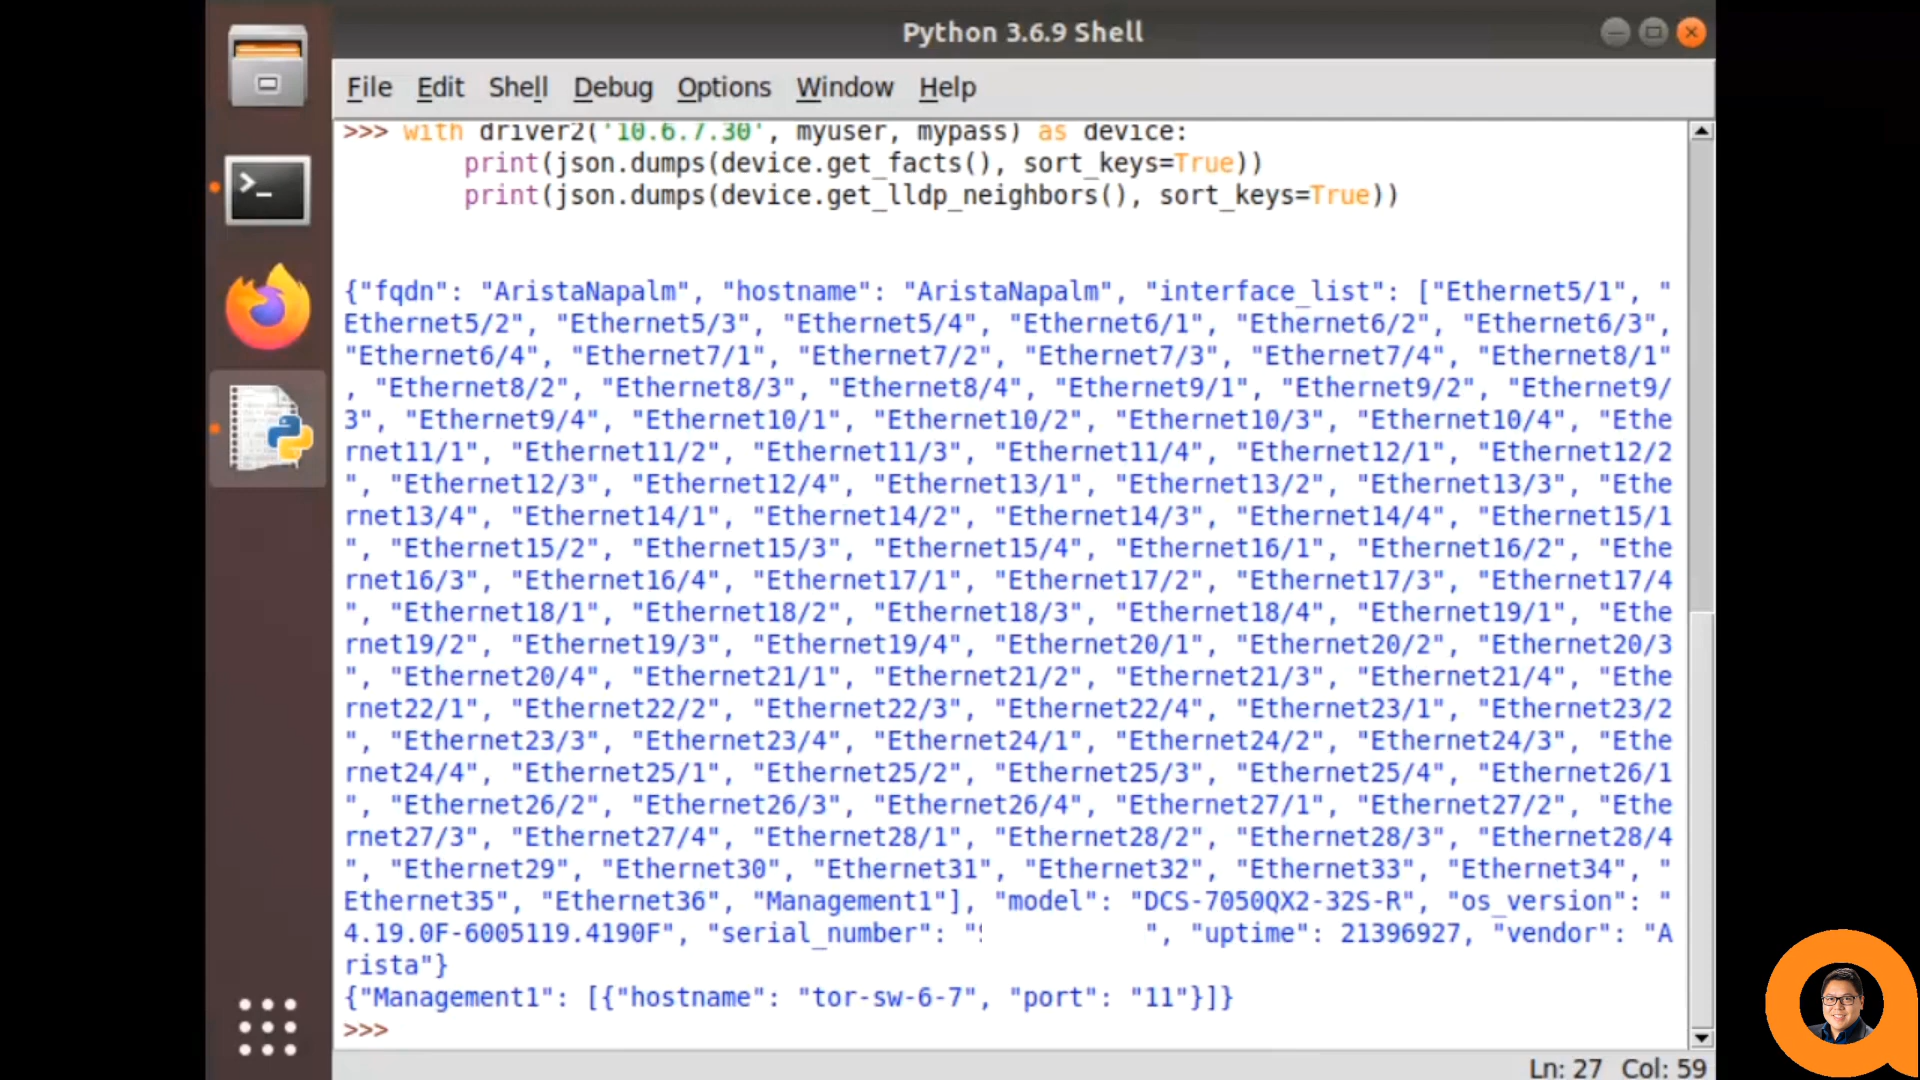 Python 3.6.9 Shell
File Edit Shell Debug Options Window Help
>>> with driver2('10.6.7.30', myuser, mypass) as device:
print(json.dumps(device.get_facts(), sort_keys=True))
print(json.dumps(device.get_lldp_neighbors(), sort_keys=True))
{"fqdn": "AristaNapalm", "hostname": "AristaNapalm", "interface_list": ["Ethernet5/1", "
Ethernet5/2", "Ethernet5/3", "Ethernet5/4", "Ethernet6/1", "Ethernet6/2", "Ethernet6/3",
"Ethernet6/4", "Ethernet7/1", "Ethernet7/2", "Ethernet7/3", "Ethernet7/4", "Ethernet8/1"
, "Ethernet8/2", "Ethernet8/3", "Ethernet8/4", "Ethernet9/1", "Ethernet9/2", "Ethernet9/
3", "Ethernet9/4", "Ethernet10/1", "Ethernet10/2", "Ethernet10/3", "Ethernet10/4", "Ethe
rnet11/1", "Ethernet11/2", "Ethernet11/3", "Ethernet11/4", "Ethernet12/1", "Ethernet12/2
", "Ethernet12/3", "Ethernet12/4", "Ethernet13/1", "Ethernet13/2", "Ethernet13/3", "Ethe
rnet13/4", "Ethernet14/1", "Ethernet14/2", "Ethernet14/3", "Ethernet14/4", "Ethernet15/1
", "Ethernet15/2", "Ethernet15/3", "Ethernet15/4", "Ethernet16/1", "Ethernet16/2", "Ethe
rnet16/3", "Ethernet16/4", "Ethernet17/1", "Ethernet17/2", "Ethernet17/3", "Ethernet17/4
", "Ethernet18/1", "Ethernet18/2", "Ethernet18/3", "Ethernet18/4", "Ethernet19/1", "Ethe
rnet19/2", "Ethernet19/3", "Ethernet19/4", "Ethernet20/1", "Ethernet20/2", "Ethernet20/3
", "Ethernet20/4", "Ethernet21/1", "Ethernet21/2", "Ethernet21/3", "Ethernet21/4", "Ethe
rnet22/1", "Ethernet22/2", "Ethernet22/3", "Ethernet22/4", "Ethernet23/1", "Ethernet23/2
", "Ethernet23/3", "Ethernet23/4", "Ethernet24/1", "Ethernet24/2", "Ethernet24/3", "Ethe
rnet24/4", "Ethernet25/1", "Ethernet25/2", "Ethernet25/3", "Ethernet25/4", "Ethernet26/1
", "Ethernet26/2", "Ethernet26/3", "Ethernet26/4", "Ethernet27/1", "Ethernet27/2", "Ethe
rnet27/3", "Ethernet27/4", "Ethernet28/1", "Ethernet28/2", "Ethernet28/3", "Ethernet28/4
", "Ethernet29", "Ethernet30", "Ethernet31", "Ethernet32", "Ethernet33", "Ethernet34", "
Ethernet35", "Ethernet36", "Management1"], "model": "DCS-7050QX2-32S-R", "os_version": "
4.19.0F-6005119.4190F", "serial_number": " ", "uptime": 21396927, "vendor": "A
rista"}
{"Management1": [{"hostname": "tor-sw-6-7", "port": "11"}]}
>>>
Ln: 27 Col: 59